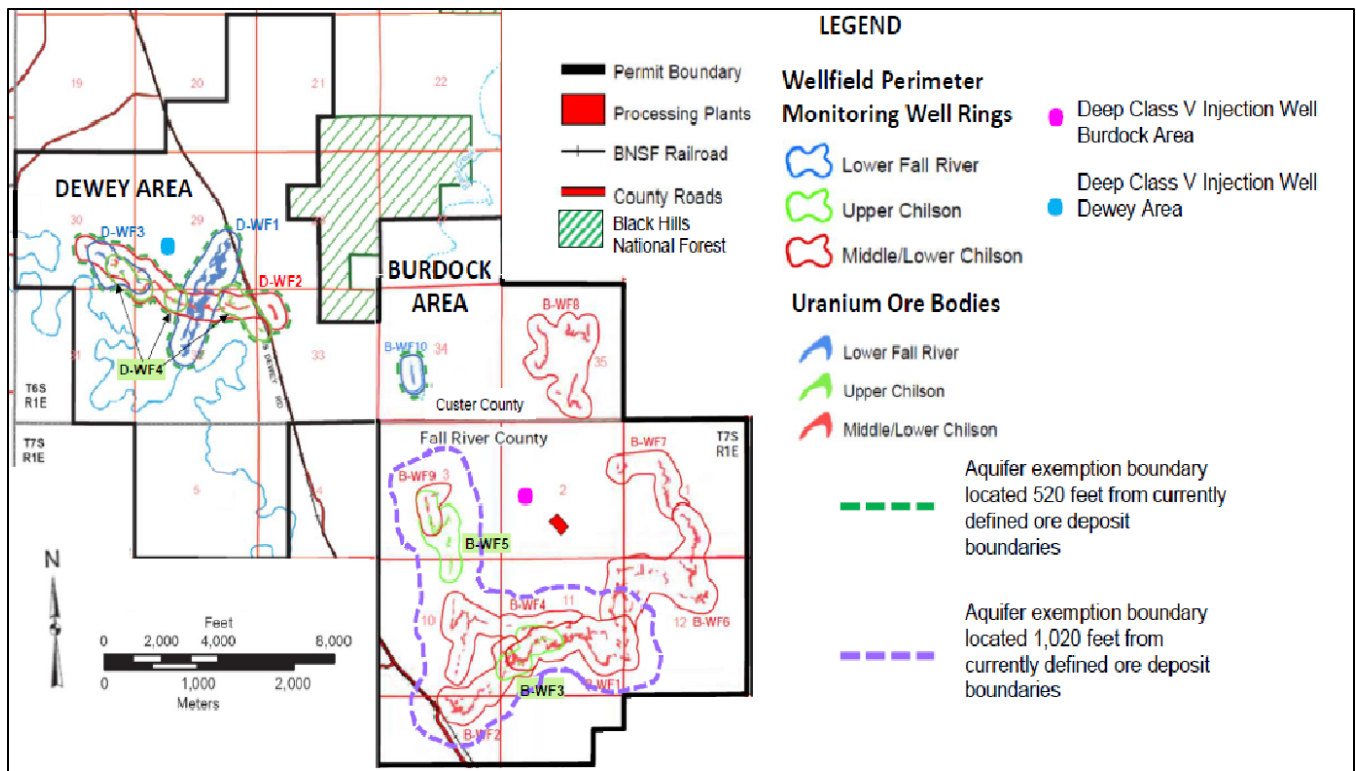 LEGEND
Permit Boundary
Processing Plants
BNSF Railroad
County Roads
Black Hills
National Forest
Wellfield Perimeter
Monitoring Well Rings
Lower Fall River
Upper Chilson
Middle/Lower Chilson
Deep Class V Injection Well
Burdock Area
Deep Class V Injection Well
Dewey Area
Uranium Ore Bodies
Lower Fall River
Upper Chilson
Middle/Lower Chilson
Aquifer exemption boundary
located 520 feet from currently
defined ore deposit
boundaries
Aquifer exemption boundary
located 1,020 feet from
currently defined ore deposit
boundaries
19
20
21
22
DEWEY AREA
30
29
D-WF3
D-WF1
D-WF2
D-WF4
33
BURDOCK
AREA
34
35
B-WF8
B-WF10
Custer County
Fall River County
T6S
R1E
T7S
R1E
T7S
R1E
5
4
B-WF9
3
2
1
B-WF7
B-WF5
B-WF4
11
10
12
B-WF6
B-WF3
WF1
B-WF2
N
Feet
0 2,000 4,000 8,000
0 1,000 2,000
Meters